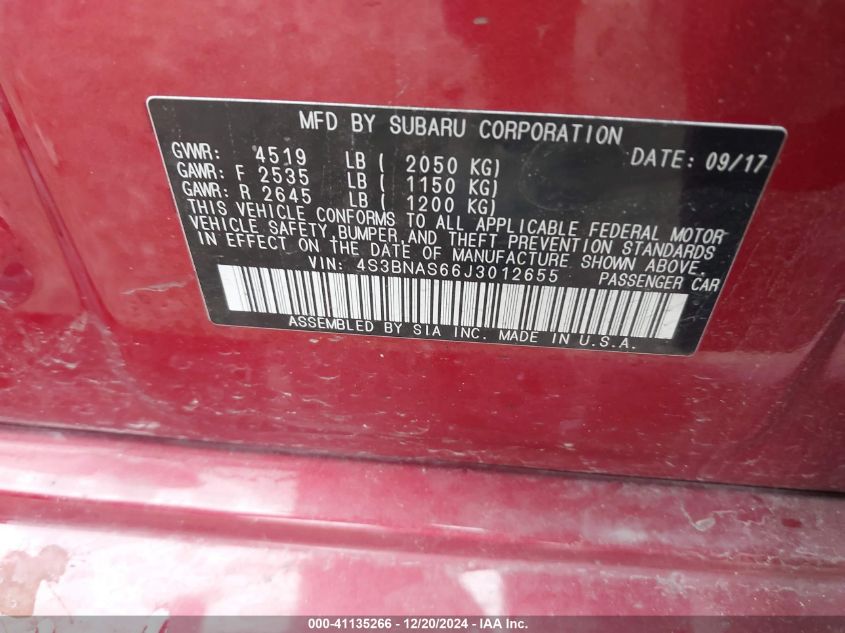 MFD BY SUBARU CORPORATION
GVWR: 4519 LB ( 2050 KG) DATE: 09/17
GAWR: F 2535 LB ( 1150 KG)
GAWR: R 2645 LB ( 1200 KG)
THIS VEHICLE CONFORMS TO ALL APPLICABLE FEDERAL MOTOR
VEHICLE SAFETY, BUMPER, AND THEFT PREVENTION STANDARDS
IN EFFECT ON THE DATE OF MANUFACTURE SHOWN ABOVE.
VIN: 4S3BNAS66J3012655 PASSENGER CAR
ASSEMBLED BY SIA INC. MADE IN U.S.A.
000-41135266 - 12/20/2024 - IAA Inc.